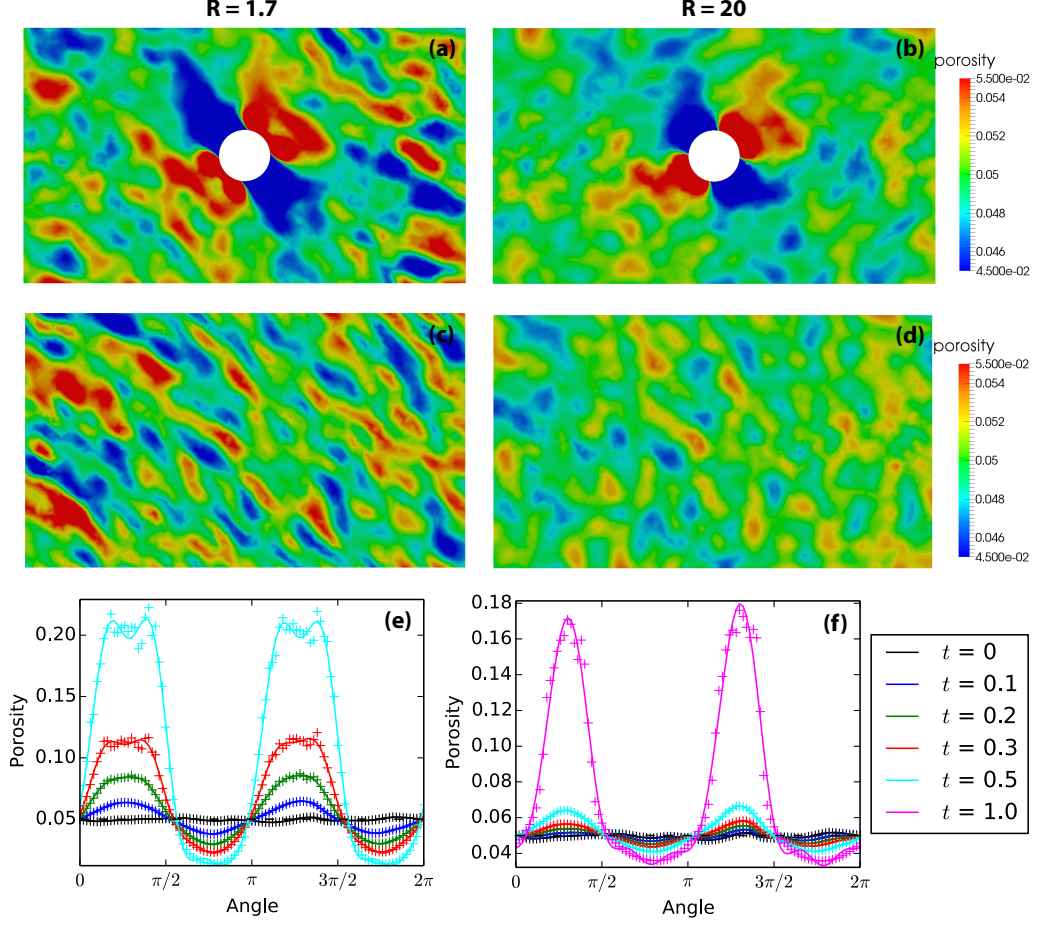 R = 1.7
R = 20
(a)
(b)
porosity
5.500e-02
0.054
0.052
0.05
0.048
0.046
4.500e-02
(c)
(d)
porosity
5.500e-02
0.054
0.052
0.05
0.048
0.046
4.500e-02
(e)
0.20
0.15
0.10
0.05
Porosity
0
π/2
π
3π/2
2π
Angle
(f)
0.18
0.16
0.14
0.12
0.10
0.08
0.06
0.04
Porosity
0
π/2
π
3π/2
2π
Angle
t = 0
t = 0.1
t = 0.2
t = 0.3
t = 0.5
t = 1.0